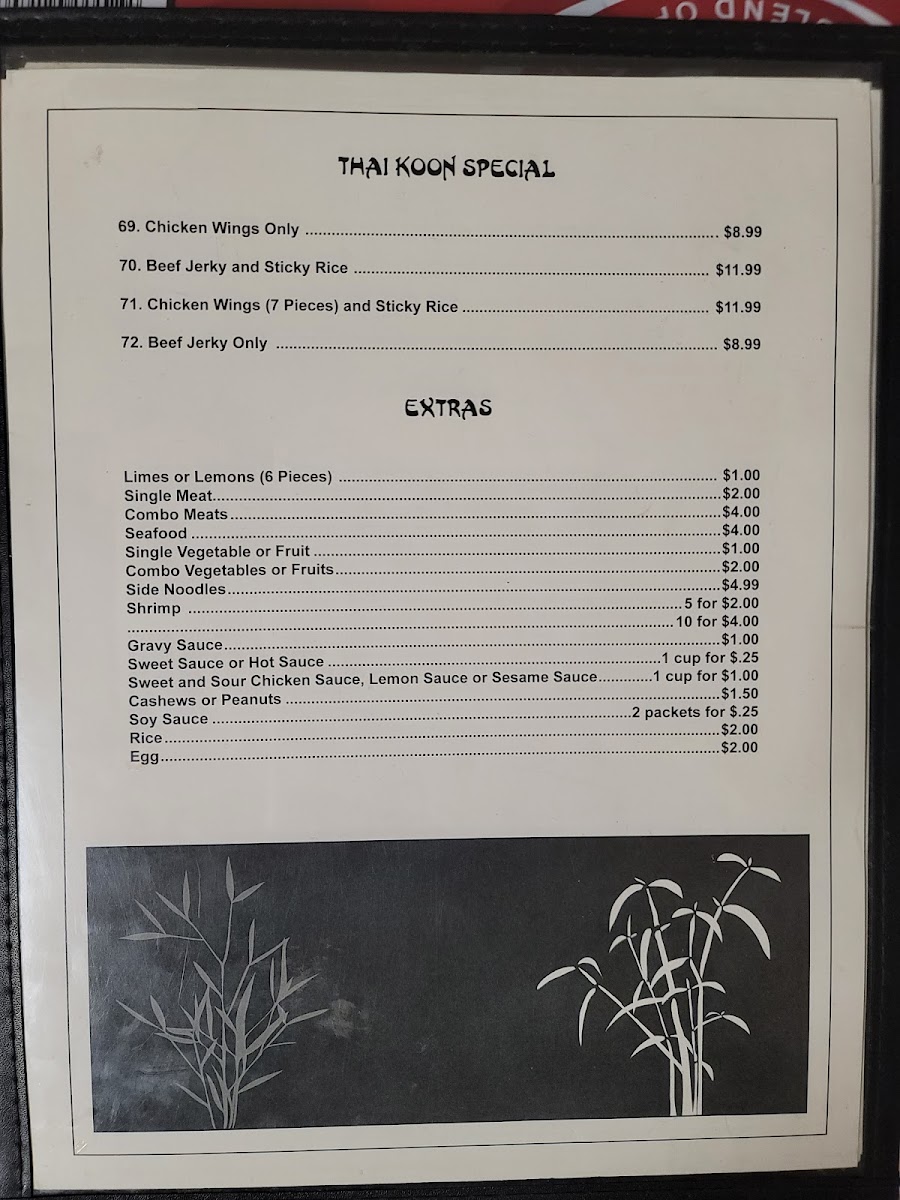 LEND OF
THAI KOON SPECIAL
69. Chicken Wings Only ........ $8.99
70. Beef Jerky and Sticky Rice ........ $11.99
71. Chicken Wings (7 Pieces) and Sticky Rice ........ $11.99
72. Beef Jerky Only ........ $8.99
EXTRAS
Limes or Lemons (6 Pieces) ........ $1.00
Single Meat........$2.00
Combo Meats........$4.00
Seafood ........$4.00
Single Vegetable or Fruit ........$1.00
Combo Vegetables or Fruits........$2.00
Side Noodles........$4.99
Shrimp ........5 for $2.00
........10 for $4.00
Gravy Sauce........$1.00
Sweet Sauce or Hot Sauce ........1 cup for $.25
Sweet and Sour Chicken Sauce, Lemon Sauce or Sesame Sauce........1 cup for $1.00
Cashews or Peanuts ........$1.50
Soy Sauce ........2 packets for $.25
Rice........$2.00
Egg........$2.00